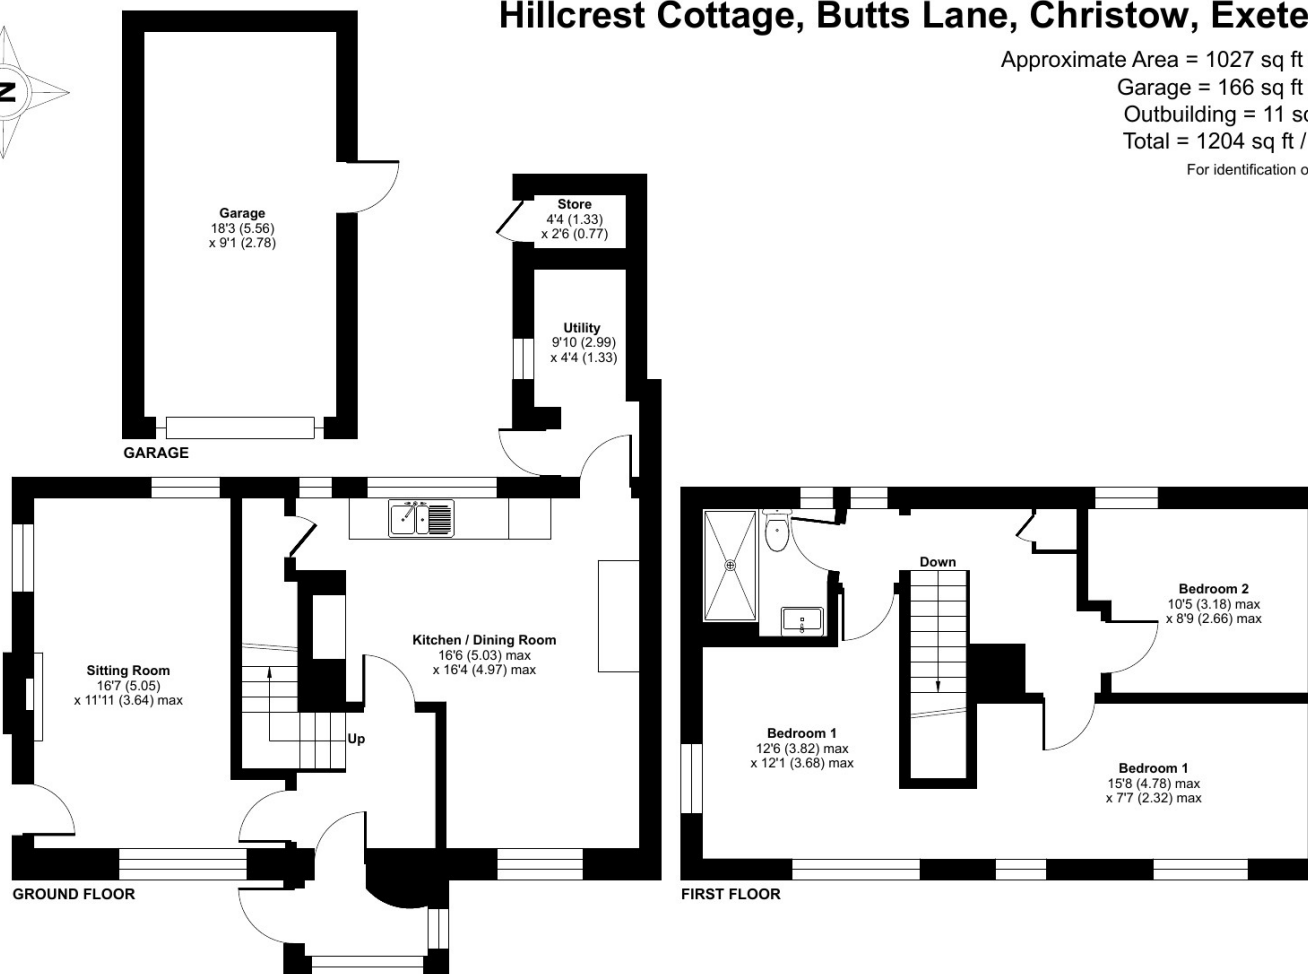 Hillcrest Cottage, Butts Lane, Christow, Exete
Approximate Area = 1027 sq ft
Garage = 166 sq ft
Outbuilding = 11 sq
Total = 1204 sq ft /
For identification o
N
Garage
18'3 (5.56)
x 9'1 (2.78)
GARAGE
Store
4'4 (1.33)
x 2'6 (0.77)
Utility
9'10 (2.99)
x 4'4 (1.33)
Kitchen / Dining Room
16'6 (5.03) max
x 16'4 (4.97) max
Sitting Room
16'7 (5.05)
x 11'11 (3.64) max
Up
GROUND FLOOR
Down
Bedroom 2
10'5 (3.18) max
x 8'9 (2.66) max
Bedroom 1
12'6 (3.82) max
x 12'1 (3.68) max
Bedroom 1
15'8 (4.78) max
x 7'7 (2.32) max
FIRST FLOOR